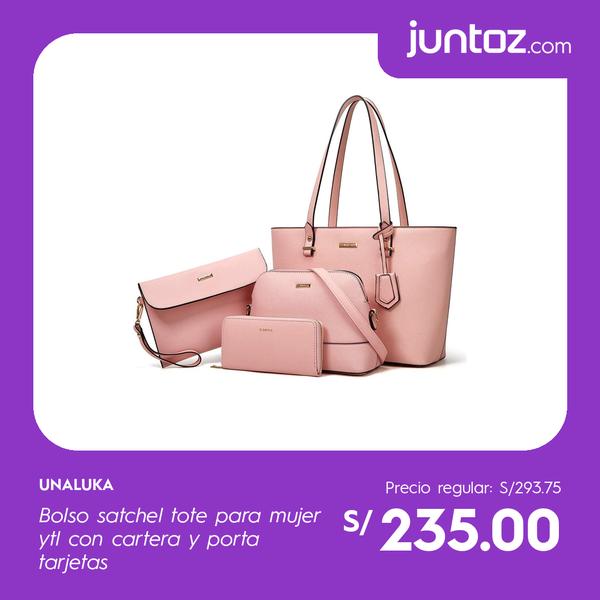 juntoz.com
UNALUKA
Bolso satchel tote para mujer
ytl con cartera y porta
tarjetas
Precio regular: S/293.75
S/ 235.00